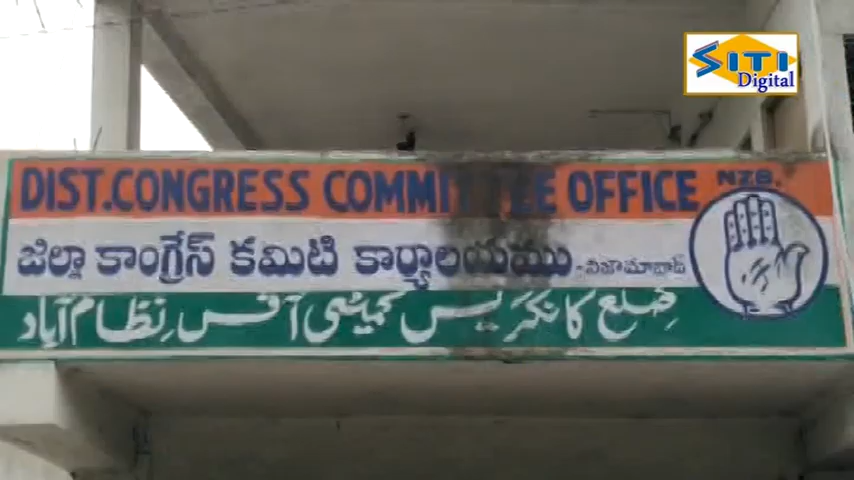 SITI
Digital
DIST.CONGRESS COMMITTEE OFFICE NZB.
జిల్లా కాంగ్రేస్ కమిటి కార్యాలయము - నిజామాబాద్
ضلع کانگریس کمیٹی آفس نظام آباد